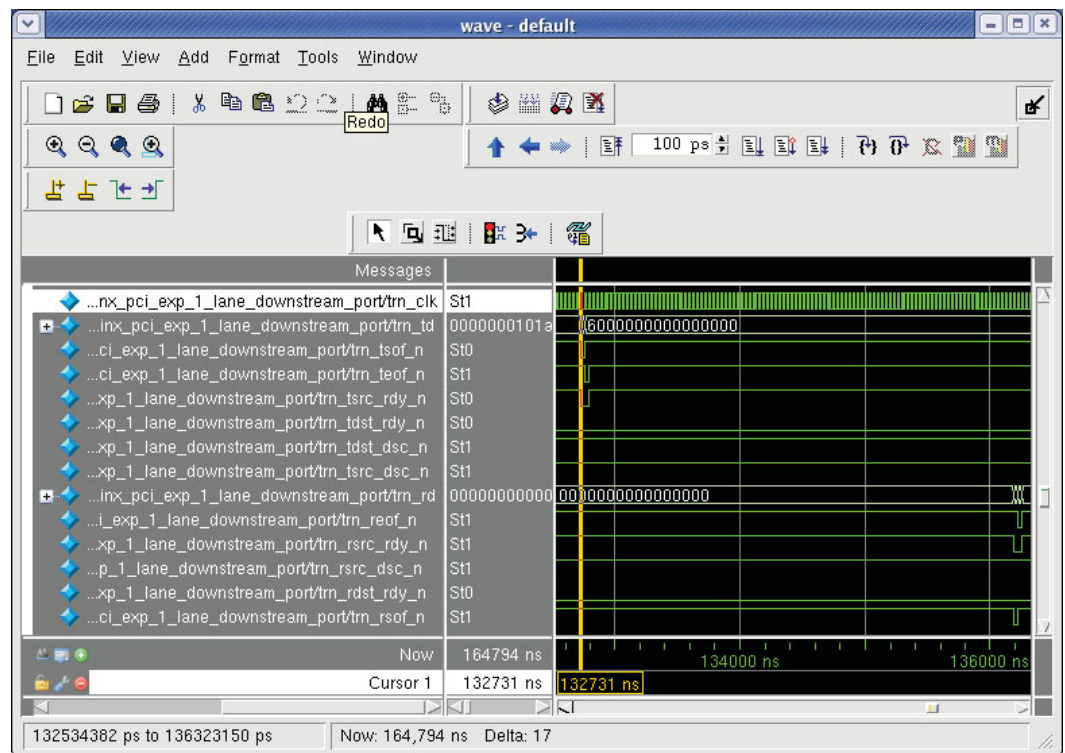 wave - default
File Edit View Add Format Tools Window
Redo
100 ps
Messages
...nx_pci_exp_1_lane_downstream_port/trn_clk St1
...inx_pci_exp_1_lane_downstream_port/trn_td 0000000101a 6000000000000000
...ci_exp_1_lane_downstream_port/trn_tsof_n St0
...ci_exp_1_lane_downstream_port/trn_teof_n St1
...xp_1_lane_downstream_port/trn_tsrc_rdy_n St0
...xp_1_lane_downstream_port/trn_tdst_rdy_n St0
...xp_1_lane_downstream_port/trn_tdst_dsc_n St1
...xp_1_lane_downstream_port/trn_tsrc_dsc_n St1
...inx_pci_exp_1_lane_downstream_port/trn_rd 00000000000 0000000000000000
...i_exp_1_lane_downstream_port/trn_reof_n St1
...xp_1_lane_downstream_port/trn_rsrc_rdy_n St1
...p_1_lane_downstream_port/trn_rsrc_dsc_n St1
...xp_1_lane_downstream_port/trn_rdst_rdy_n St0
...ci_exp_1_lane_downstream_port/trn_rsof_n St1
Now 164794 ns 134000 ns 136000 ns
Cursor 1 132731 ns 132731 ns
132534382 ps to 136323150 ps Now: 164,794 ns Delta: 17